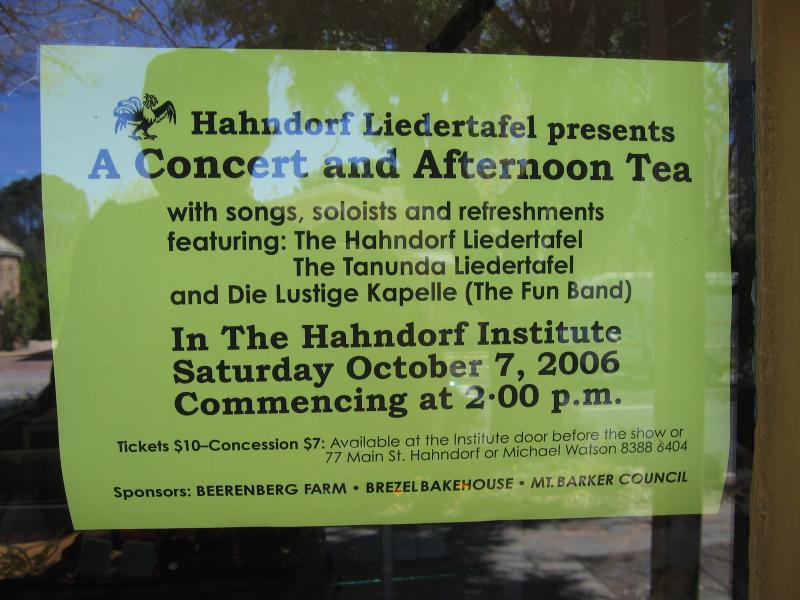 Hahndorf Liedertafel presents
A Concert and Afternoon Tea
with songs, soloists and refreshments
featuring: The Hahndorf Liedertafel
The Tanunda Liedertafel
and Die Lustige Kapelle (The Fun Band)
In The Hahndorf Institute
Saturday October 7, 2006
Commencing at 2·00 p.m.
Tickets $10–Concession $7: Available at the Institute door before the show or
77 Main St. Hahndorf or Michael Watson 8388 6404
Sponsors: BEERENBERG FARM • BREZELBAKEHOUSE • MT.BARKER COUNCIL